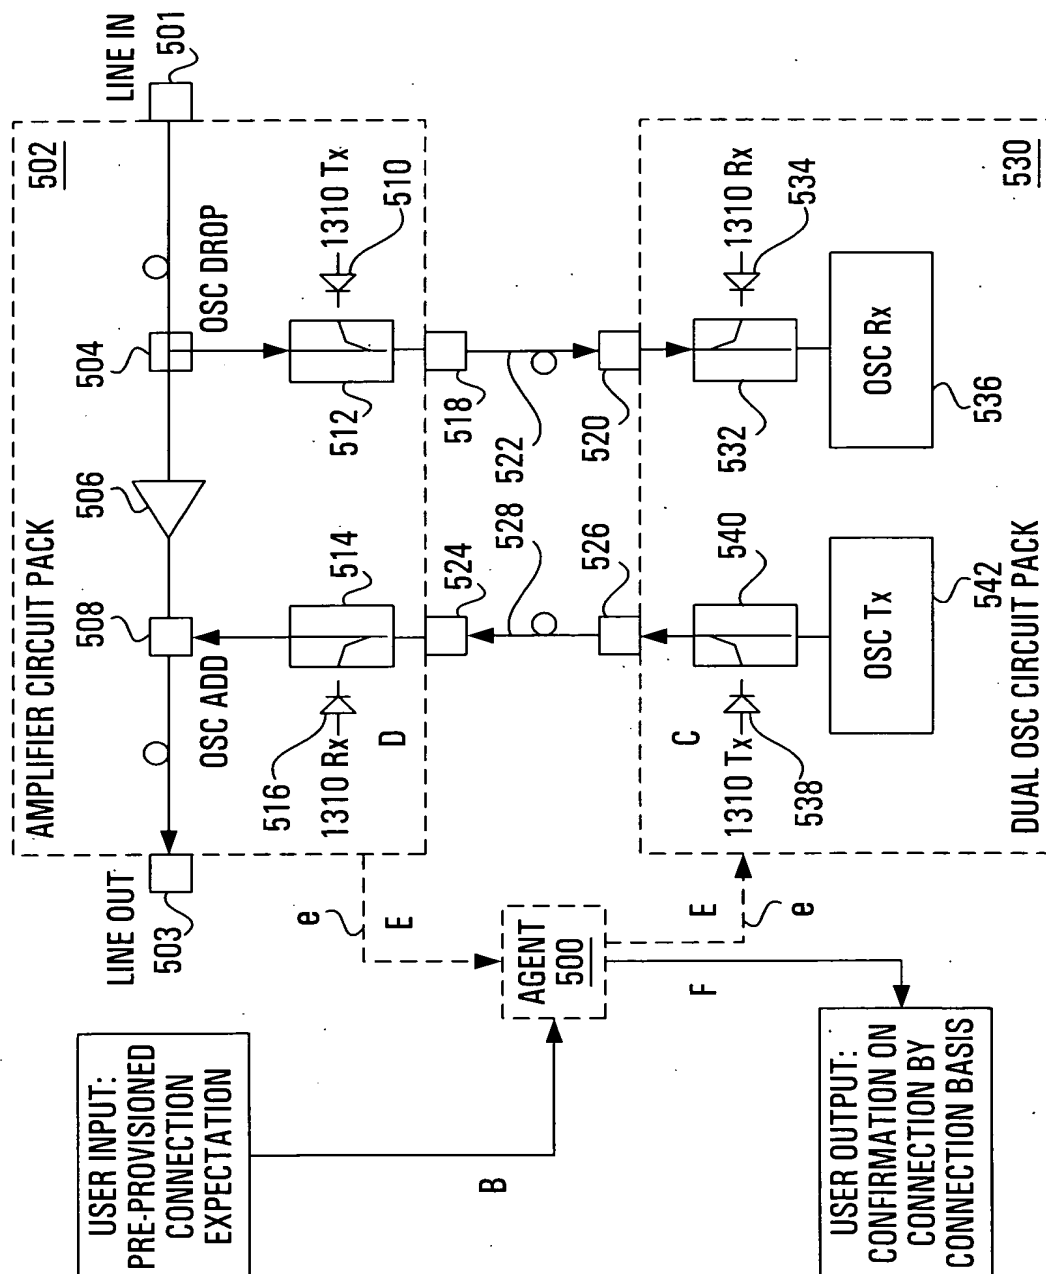 USER INPUT:
PRE-PROVISIONED
CONNECTION
EXPECTATION
B
AGENT
500
F
USER OUTPUT:
CONFIRMATION ON
CONNECTION BY
CONNECTION BASIS
e
E
E
e
LINE OUT
503
LINE IN
501
AMPLIFIER CIRCUIT PACK
502
508
506
504
OSC ADD
OSC DROP
516
1310 Rx
514
D
512
1310 Tx
510
524
518
528
522
526
520
C
1310 Tx
538
540
532
1310 Rx
534
OSC Tx
542
OSC Rx
536
DUAL OSC CIRCUIT PACK
530